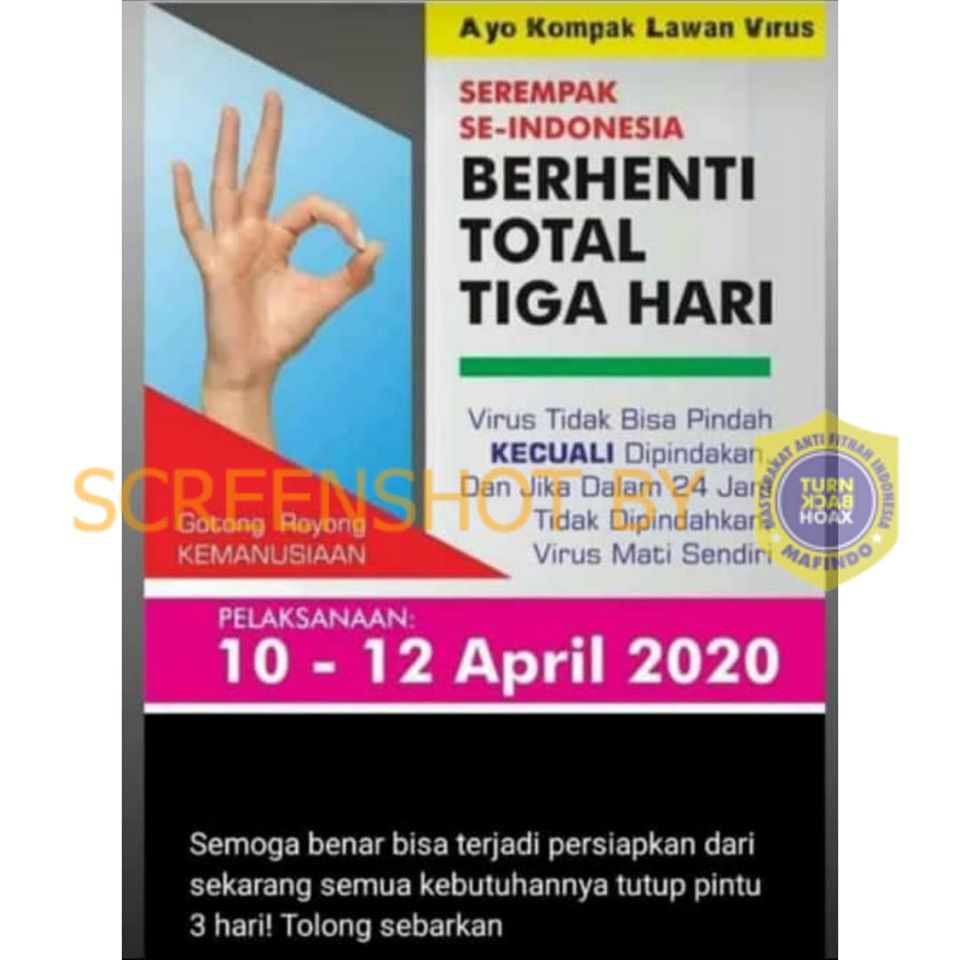 Ayo Kompak Lawan Virus
SEREMPAK
SE-INDONESIA
BERHENTI
TOTAL
TIGA HARI
Virus Tidak Bisa Pindah
KECUALI Dipindakan
Dan Jika Dalam 24 Jam
Tidak Dipindahkan
Virus Mati Sendiri
Gotong Royong
KEMANUSIAAN
SCREENSHOT BY
MASYARAKAT ANTI FITNAH INDONESIA
TURN
BACK
HOAX
MAFINDO
PELAKSANAAN:
10 - 12 April 2020
Semoga benar bisa terjadi persiapkan dari
sekarang semua kebutuhannya tutup pintu
3 hari! Tolong sebarkan